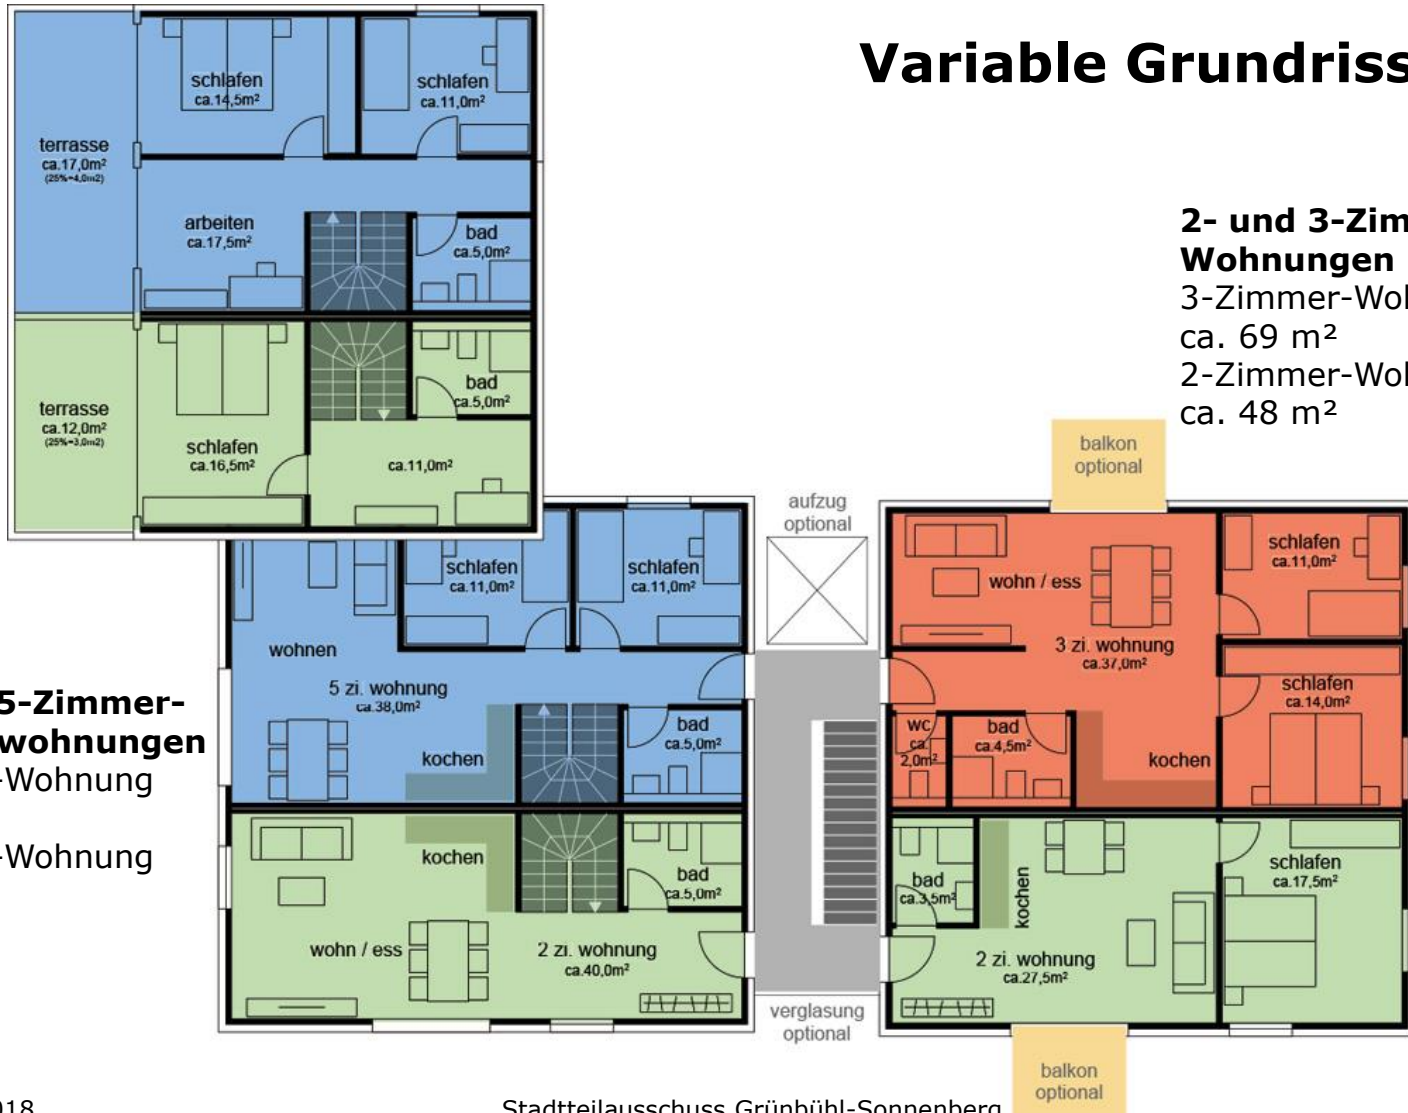 Variable Grundriss
2- und 3-Zim
Wohnungen
3-Zimmer-Wol
ca. 69 m²
2-Zimmer-Wol
ca. 48 m²
schlafen
ca.14,5m²
schlafen
ca.11,0m²
terrasse
ca.17,0m²
(25%=4,0m2)
arbeiten
ca.17,5m²
bad
ca.5,0m²
terrasse
ca.12,0m²
(25%=3,0m2)
schlafen
ca.16,5m²
bad
ca.5,0m²
ca.11,0m²
5-Zimmer-
wohnungen
-Wohnung
-Wohnung
schlafen
ca.11,0m²
schlafen
ca.11,0m²
wohnen
5 zi. wohnung
ca.38,0m²
kochen
bad
ca.5,0m²
kochen
bad
ca.5,0m²
wohn / ess
2 zi. wohnung
ca.40,0m²
aufzug
optional
verglasung
optional
balkon
optional
wohn / ess
schlafen
ca.11,0m²
3 zi. wohnung
ca.37,0m²
schlafen
ca.14,0m²
wc
ca.
2,0m²
bad
ca.4,5m²
kochen
bad
ca.3,5m²
kochen
schlafen
ca.17,5m²
2 zi. wohnung
ca.27,5m²
balkon
optional
018
Stadtteilausschuss Grünbühl-Sonnenberg